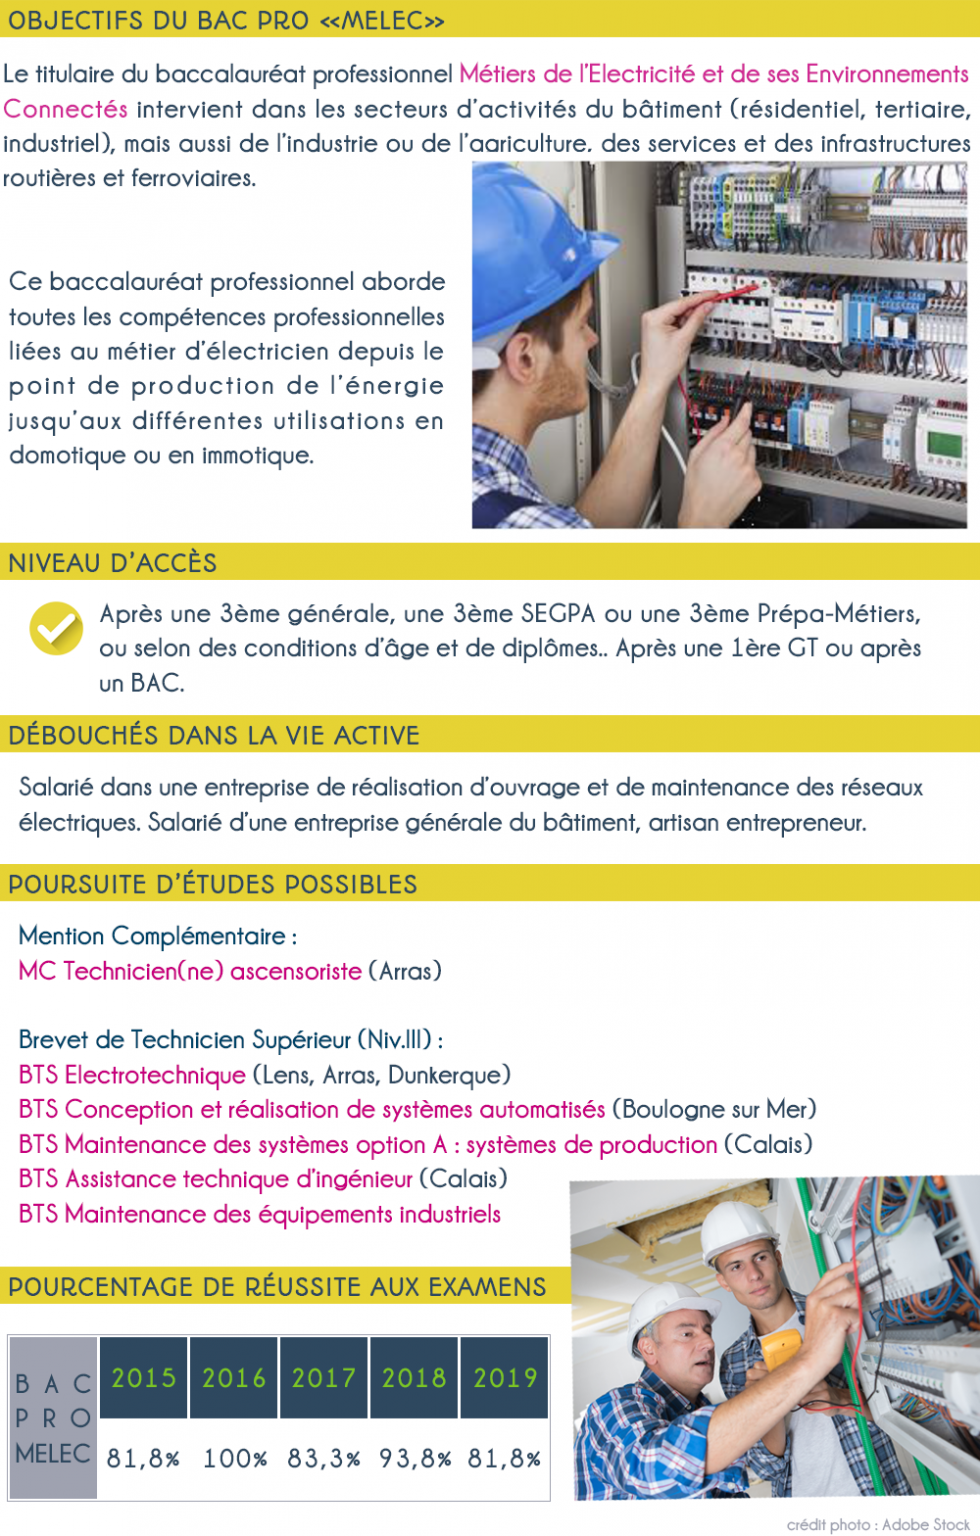 OBJECTIFS DU BAC PRO «MELEC»
Le titulaire du baccalauréat professionnel Métiers de l'Electricité et de ses Environnements
Connectés intervient dans les secteurs d'activités du bâtiment (résidentiel, tertiaire,
industriel), mais aussi de l'industrie ou de l'agriculture, des services et des infrastructures
routières et ferroviaires.
Ce baccalauréat professionnel aborde
toutes les compétences professionnelles
liées au métier d'électricien depuis le
point de production de l'énergie
jusqu'aux différentes utilisations en
domotique ou en immotique.
NIVEAU D'ACCÈS
Après une 3ème générale, une 3ème SEGPA ou une 3ème Prépa-Métiers,
ou selon des conditions d'âge et de diplômes.. Après une 1ère GT ou après
un BAC.
DÉBOUCHÉS DANS LA VIE ACTIVE
Salarié dans une entreprise de réalisation d'ouvrage et de maintenance des réseaux
électriques. Salarié d'une entreprise générale du bâtiment, artisan entrepreneur.
POURSUITE D'ÉTUDES POSSIBLES
Mention Complémentaire :
MC Technicien(ne) ascensoriste (Arras)
Brevet de Technicien Supérieur (Niv.III) :
BTS Electrotechnique (Lens, Arras, Dunkerque)
BTS Conception et réalisation de systèmes automatisés (Boulogne sur Mer)
BTS Maintenance des systèmes option A : systèmes de production (Calais)
BTS Assistance technique d'ingénieur (Calais)
BTS Maintenance des équipements industriels
POURCENTAGE DE RÉUSSITE AUX EXAMENS
BAC
PRO
MELEC
2015 2016 2017 2018 2019
81,8% 100% 83,3% 93,8% 81,8%
crédit photo : Adobe Stock